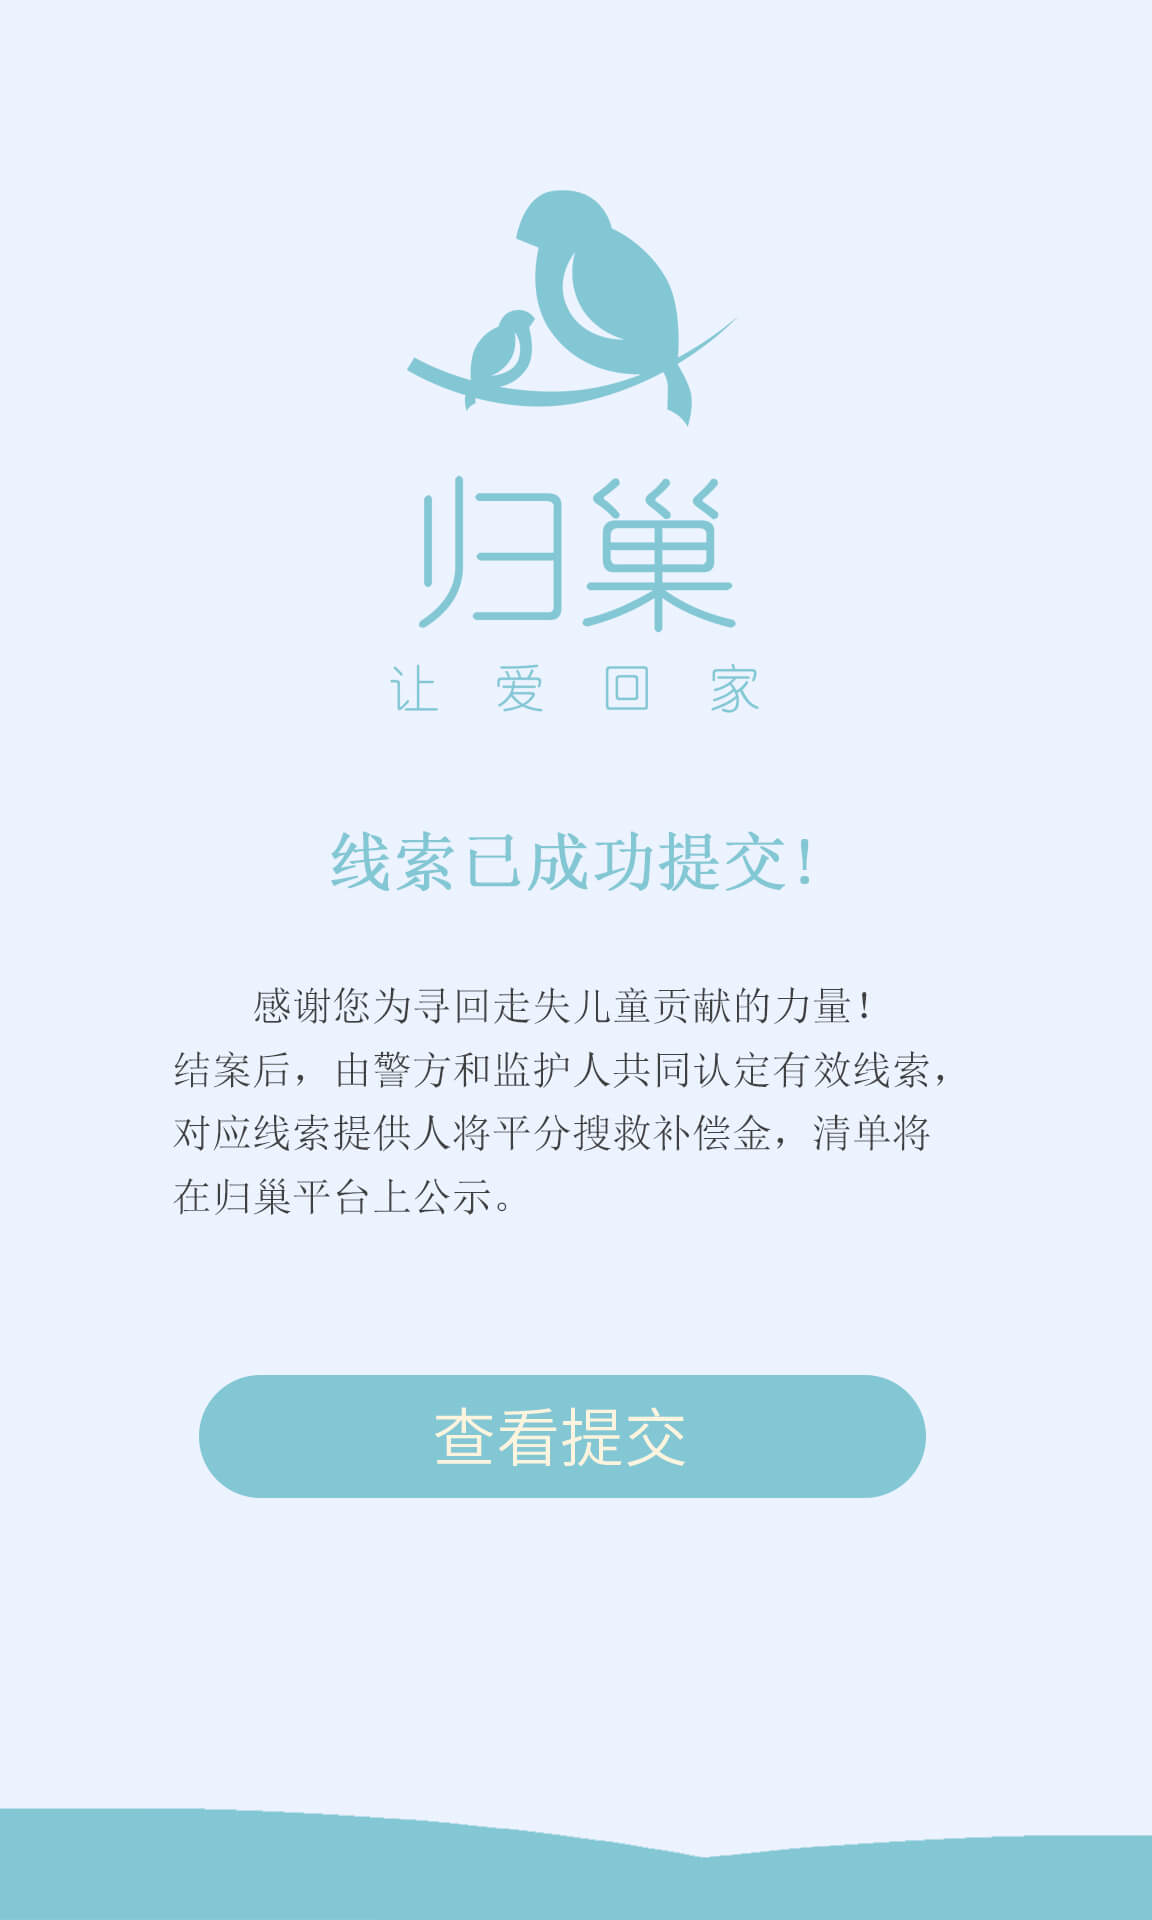 归巢
让爱回家
线索已成功提交！
感谢您为寻回走失儿童贡献的力量！
结案后，由警方和监护人共同认定有效线索，
对应线索提供人将平分搜救补偿金，清单将
在归巢平台上公示。
查看提交